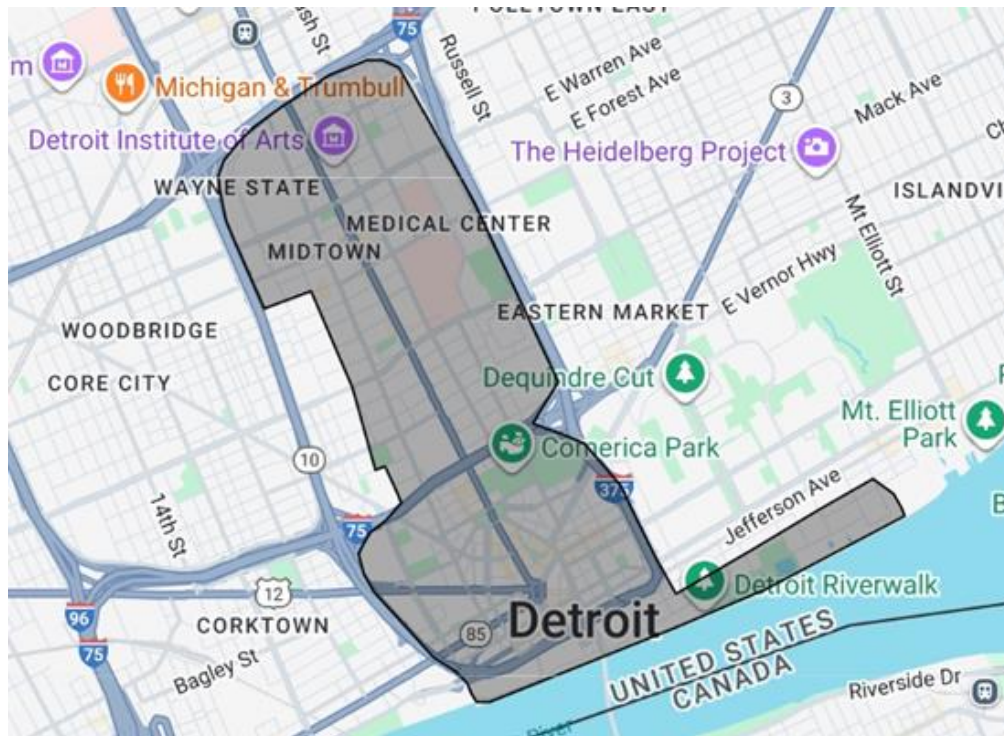 75
Russell St
E Warren Ave
E Forest Ave
3
Mack Ave
m
Michigan & Trumbull
Detroit Institute of Arts
The Heidelberg Project
WAYNE STATE
ISLANDVI
MEDICAL CENTER
MIDTOWN
Mt Elliott St
E Vernor Hwy
EASTERN MARKET
WOODBRIDGE
CORE CITY
Dequindre Cut
Mt. Elliott
Park
Comerica Park
10
375
14th St
75
Jefferson Ave
Detroit Riverwalk
12
96
CORKTOWN
85
Detroit
75
Bagley St
UNITED STATES
CANADA
Riverside Dr
River